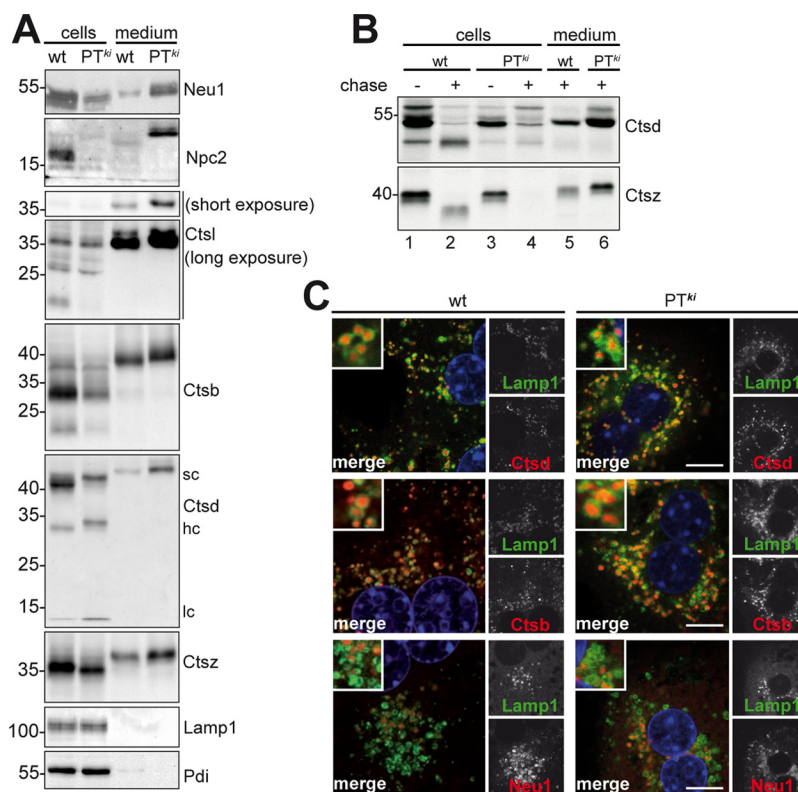 A
cells medium
wt PTki wt PTki
55
Neu1
15
Npc2
35
(short exposure)
35
25
Ctsl
(long exposure)
40
35
25
Ctsb
40
35
25
15
sc
Ctsd
hc
lc
35
Ctsz
100
Lamp1
55
Pdi
B
cells medium
wt PTki wt PTki
chase - + - + + +
55
Ctsd
40
Ctsz
1 2 3 4 5 6
C
wt PTki
merge Lamp1 Ctsd merge Lamp1 Ctsd
merge Lamp1 Ctsb merge Lamp1 Ctsb
merge Lamp1 Neu1 merge Lamp1 Neu1